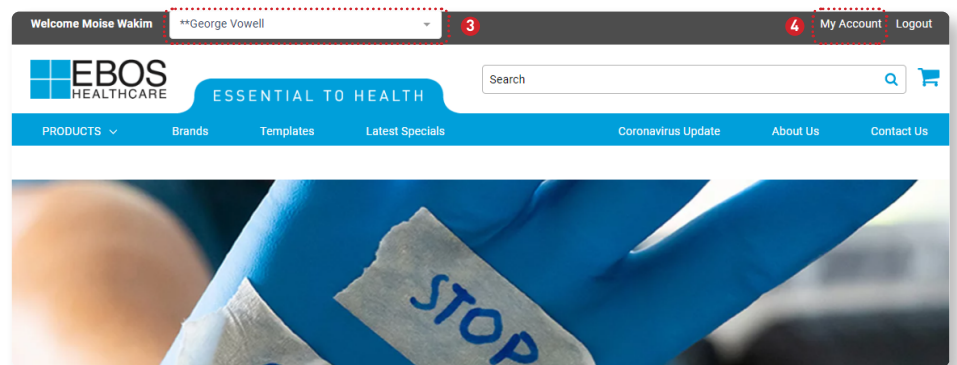 Welcome Moise Wakim **George Vowell 3 4 My Account Logout
EBOS
HEALTHCARE
ESSENTIAL TO HEALTH
Search
PRODUCTS Brands Templates Latest Specials Coronavirus Update About Us Contact Us
STOP